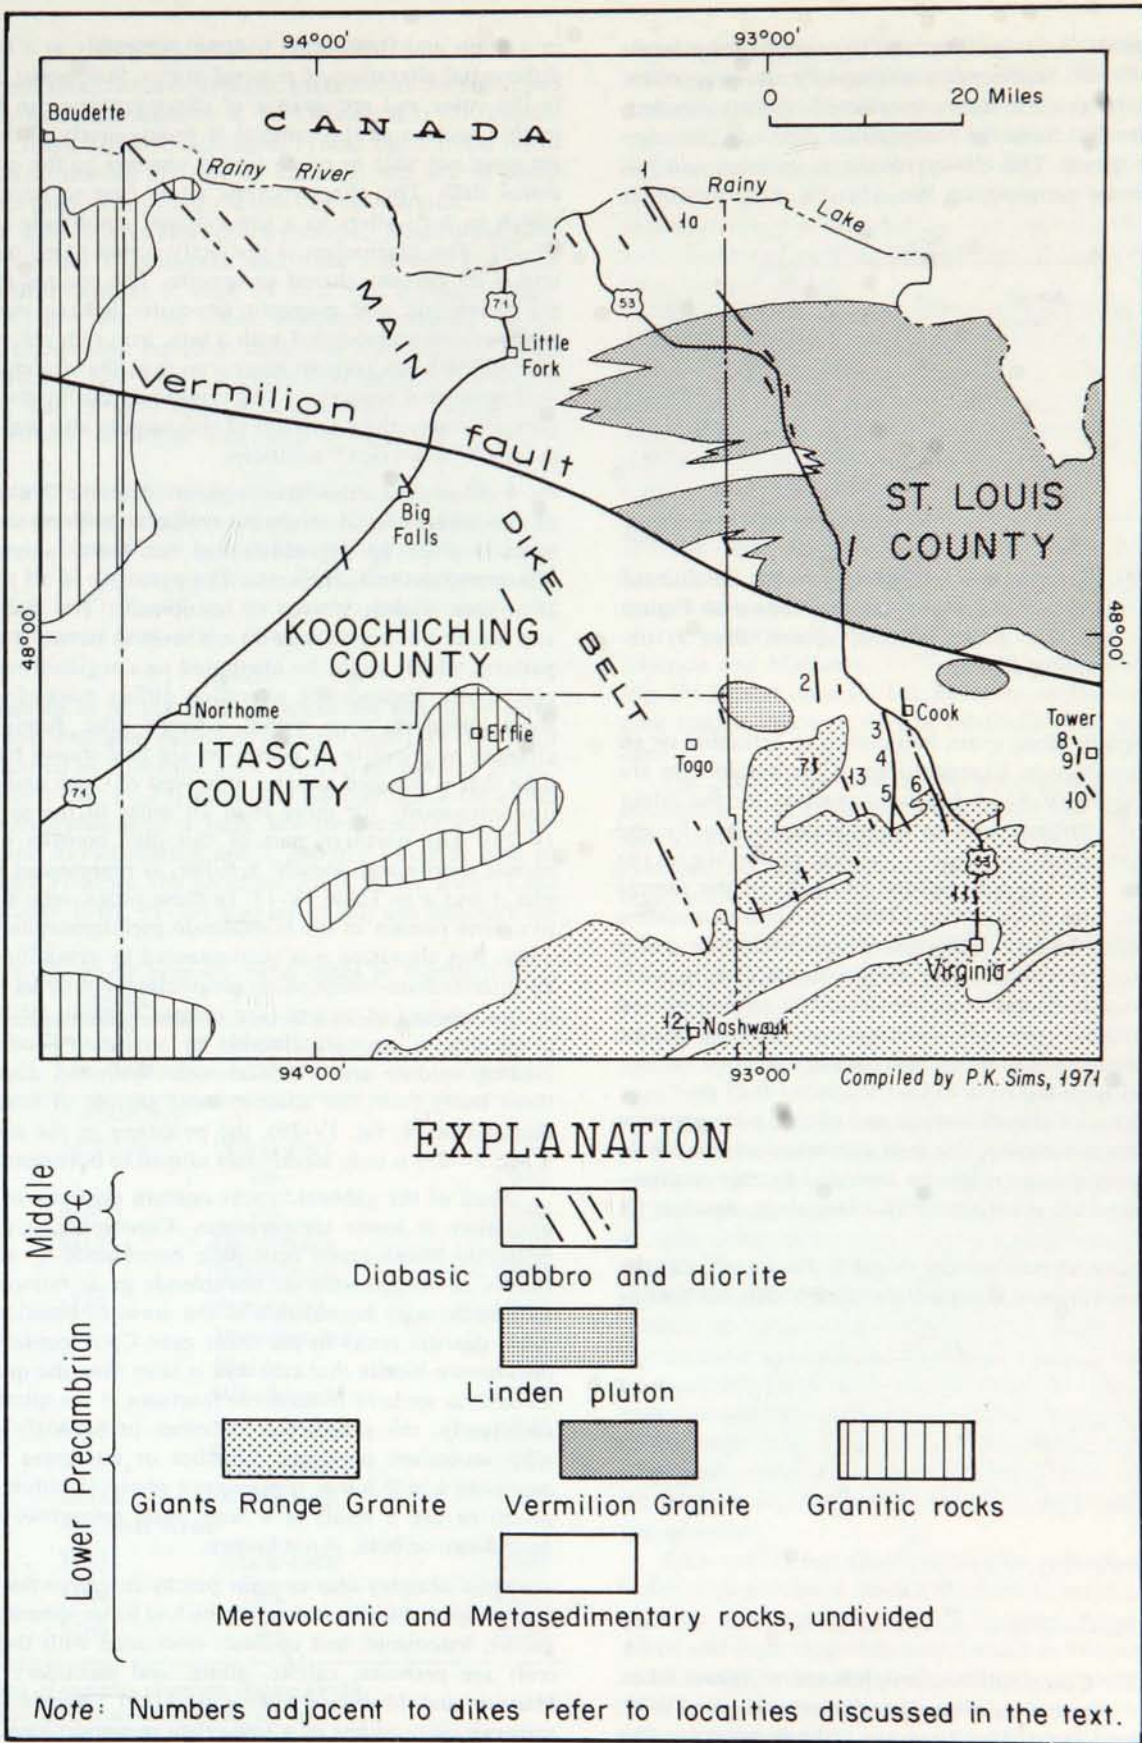 94°00'
93°00'
0 20 Miles
Baudette
CANADA
Rainy River
Rainy Lake
1a
71
53
MAIN DIKE BELT
Little
Fork
Vermilion fault
Big
Falls
ST. LOUIS
COUNTY
48°00'
48°00'
KOOCHICHING
COUNTY
2
Northome
Cook
Effie
3
Tower
ITASCA
COUNTY
Togo
4
8
9
7
13
5
6
10
71
53
11
Virginia
12
Nashwauk
94°00'
93°00'
Compiled by P.K. Sims, 1971
EXPLANATION
Middle
P€
Diabasic gabbro and diorite
Linden pluton
Lower Precambrian
Giants Range Granite
Vermilion Granite
Granitic rocks
Metavolcanic and Metasedimentary rocks, undivided
Note: Numbers adjacent to dikes refer to localities discussed in the text.